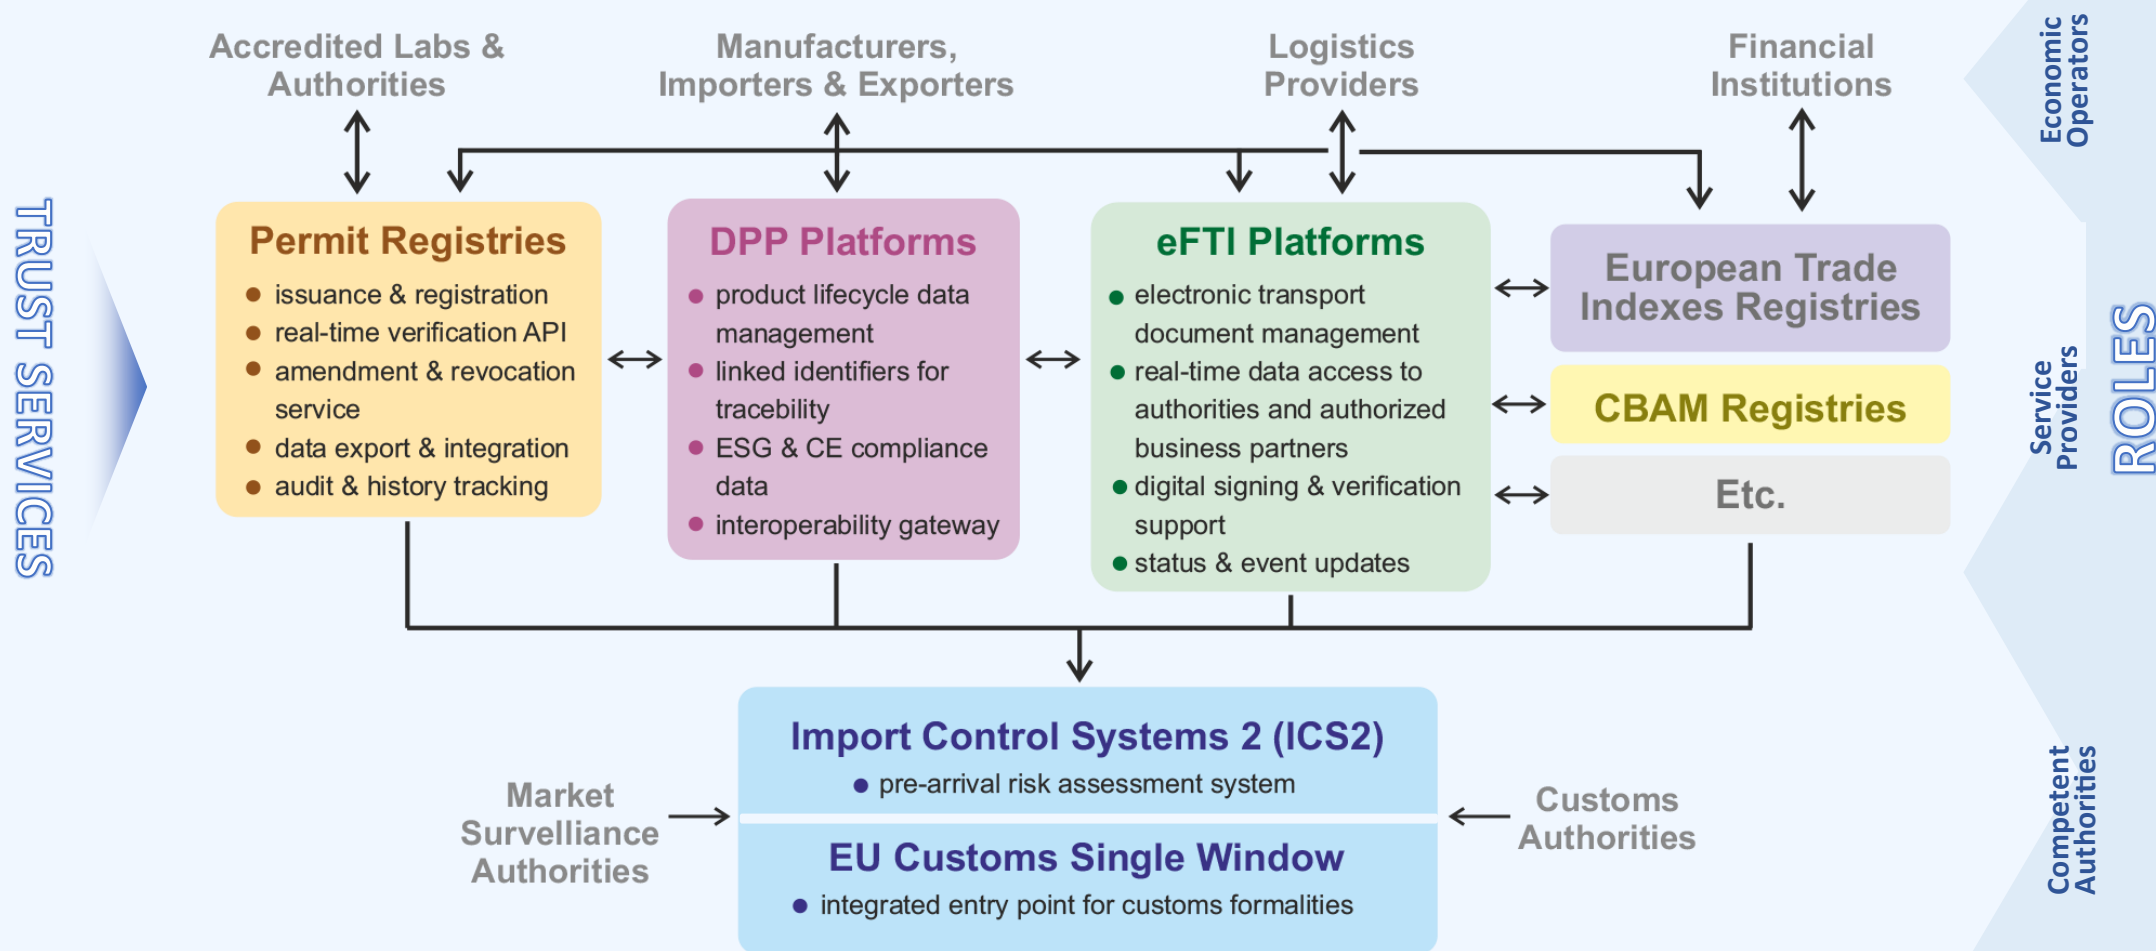 Accredited Labs &
Authorities
Manufacturers,
Importers & Exporters
Logistics
Providers
Financial
Institutions
Economic
Operators
TRUST SERVICES
Permit Registries
issuance & registration
real-time verification API
amendment & revocation
service
data export & integration
audit & history tracking
DPP Platforms
product lifecycle data
management
linked identifiers for
tracebility
ESG & CE compliance
data
interoperability gateway
eFTI Platforms
electronic transport
document management
real-time data access to
authorities and authorized
business partners
digital signing & verification
support
status & event updates
European Trade
Indexes Registries
CBAM Registries
Etc.
Service
Providers
ROLES
Import Control Systems 2 (ICS2)
pre-arrival risk assessment system
EU Customs Single Window
integrated entry point for customs formalities
Market
Survelliance
Authorities
Customs
Authorities
Competent
Authorities